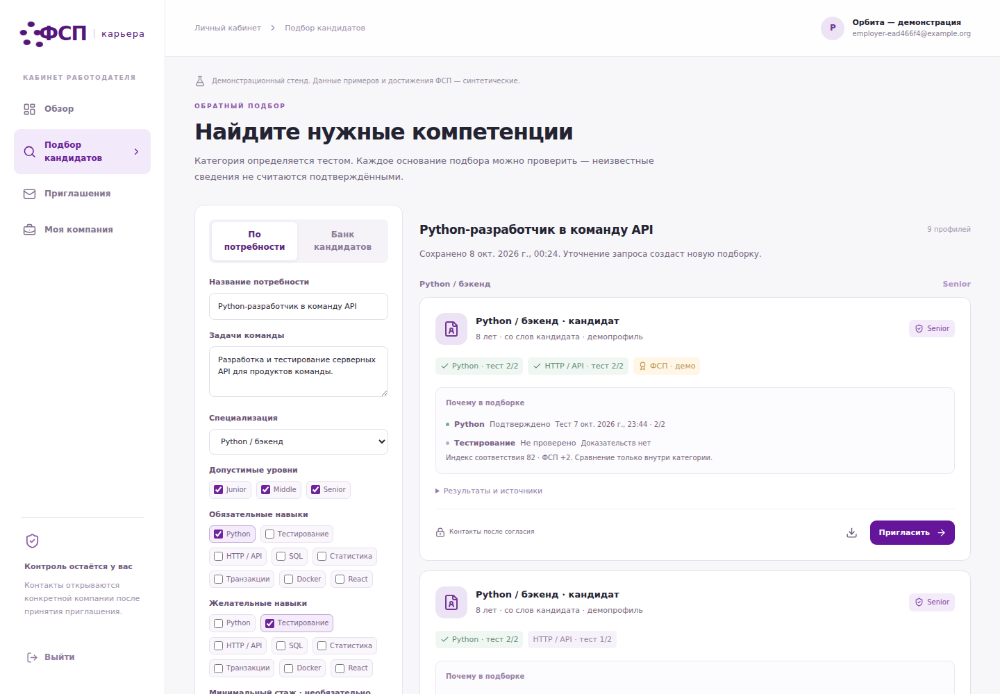 ФСП карьера
КАБИНЕТ РАБОТОДАТЕЛЯ
Обзор
Подбор
кандидатов
Приглашения
Моя компания
Контроль остаётся у вас
Контакты открываются
конкретной компании после
принятия приглашения.
Выйти
Личный кабинет Подбор кандидатов
Р
Орбита — демонстрация
employer-ead466f4@example.org
Демонстрационный стенд. Данные примеров и достижения ФСП — синтетические.
ОБРАТНЫЙ ПОДБОР
Найдите нужные компетенции
Категория определяется тестом. Каждое основание подбора можно проверить — неизвестные
сведения не считаются подтверждёнными.
По
потребности
Банк
кандидатов
Название потребности
Python-разработчик в команду API
Задачи команды
Разработка и тестирование серверных
API для продуктов команды.
Специализация
Python / бэкенд
Допустимые уровни
Junior Middle Senior
Обязательные навыки
Python Тестирование
HTTP / API SQL Статистика
Транзакции Docker React
Желательные навыки
Python Тестирование
HTTP / API SQL Статистика
Транзакции Docker React
Минимальный стаж · необязательно
Python-разработчик в команду API
9 профилей
Сохранено 8 окт. 2026 г., 00:24. Уточнение запроса создаст новую подборку.
Python / бэкенд Senior
Python / бэкенд · кандидат
8 лет · со слов кандидата · демопрофиль
Senior
Python · тест 2/2 HTTP / API · тест 2/2 ФСП · демо
Почему в подборке
Python Подтверждено Тест 7 окт. 2026 г., 23:44 · 2/2
Тестирование Не проверено Доказательств нет
Индекс соответствия 82 · ФСП +2. Сравнение только внутри категории.
Результаты и источники
Контакты после согласия
Пригласить
Python / бэкенд · кандидат
8 лет · со слов кандидата · демопрофиль
Senior
Python · тест 2/2 HTTP / API · тест 1/2
Почему в подборке